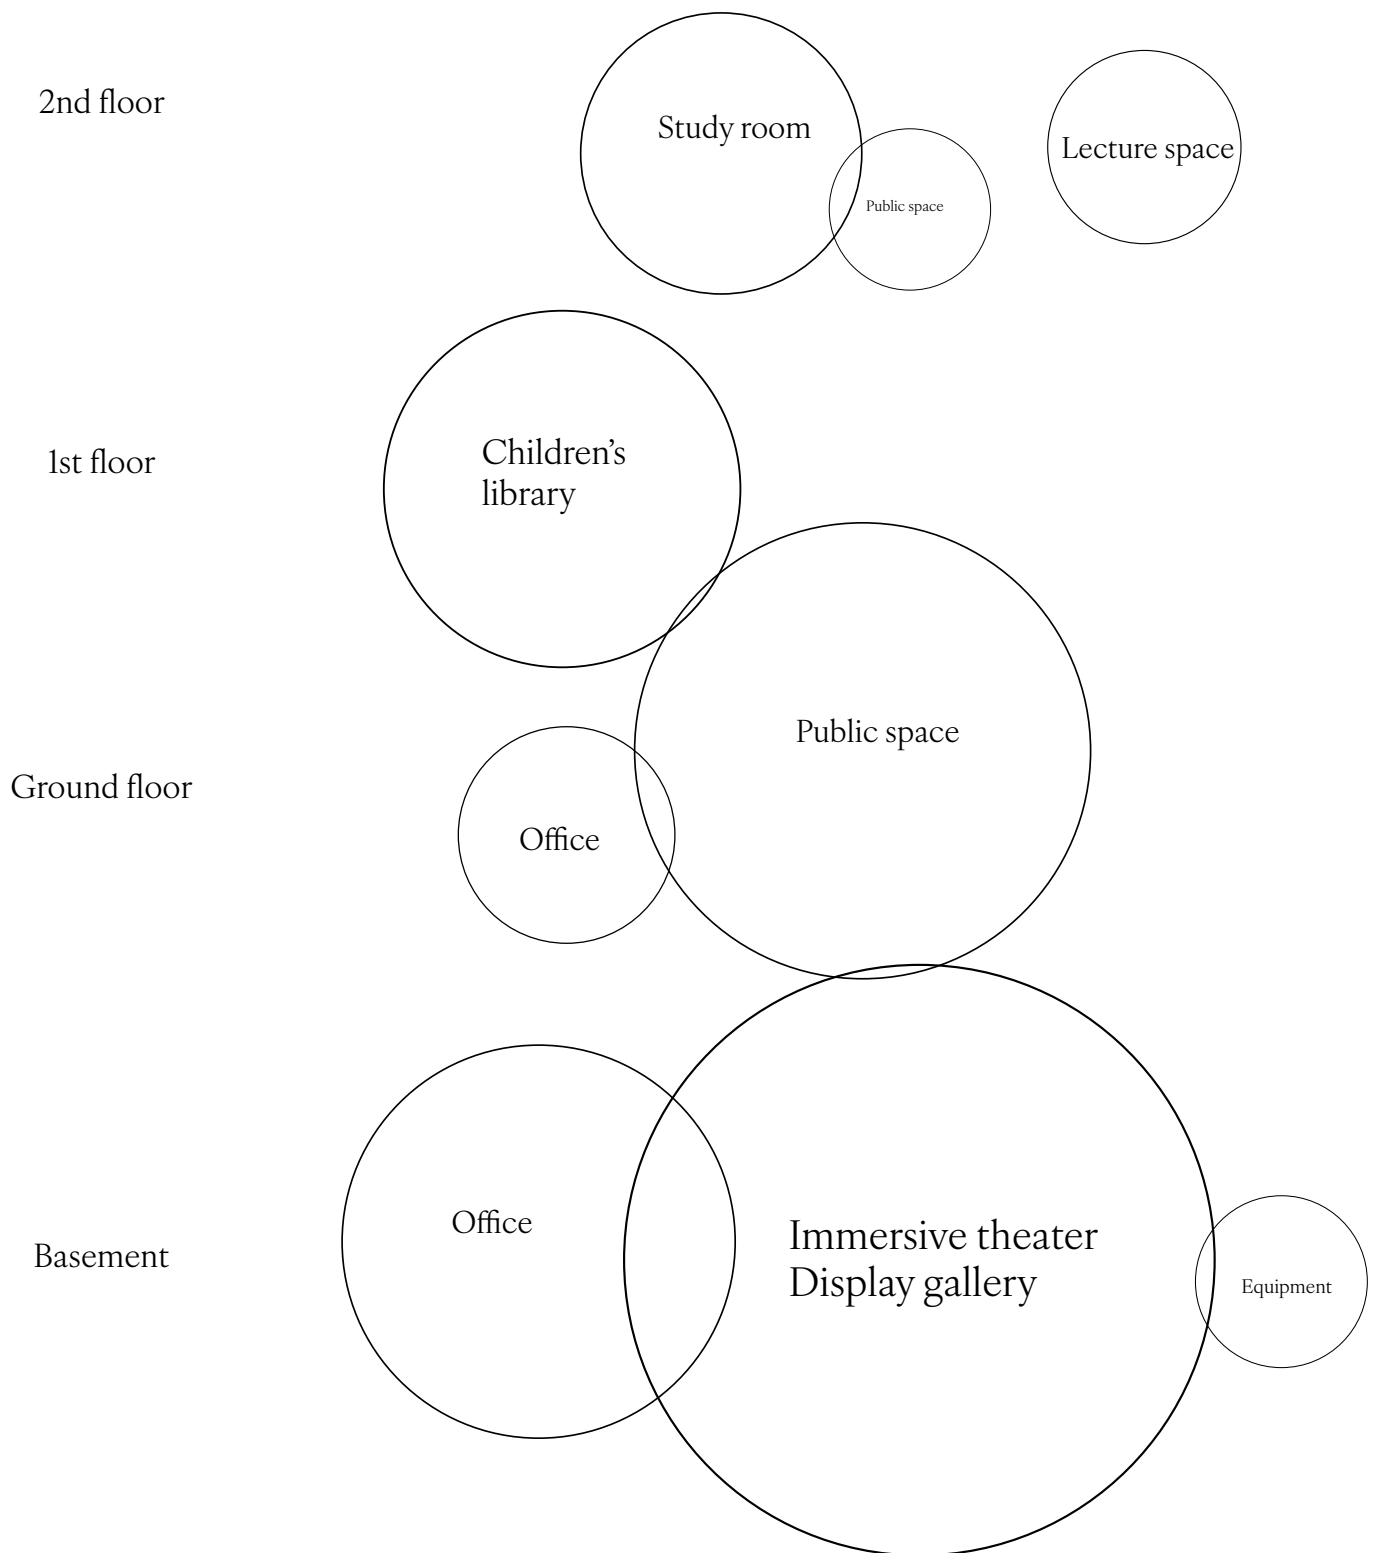 2nd floor
Study room
Lecture space
Public space
1st floor
Children’s
library
Public space
Ground floor
Office
Office
Immersive theater
Display gallery
Basement
Equipment